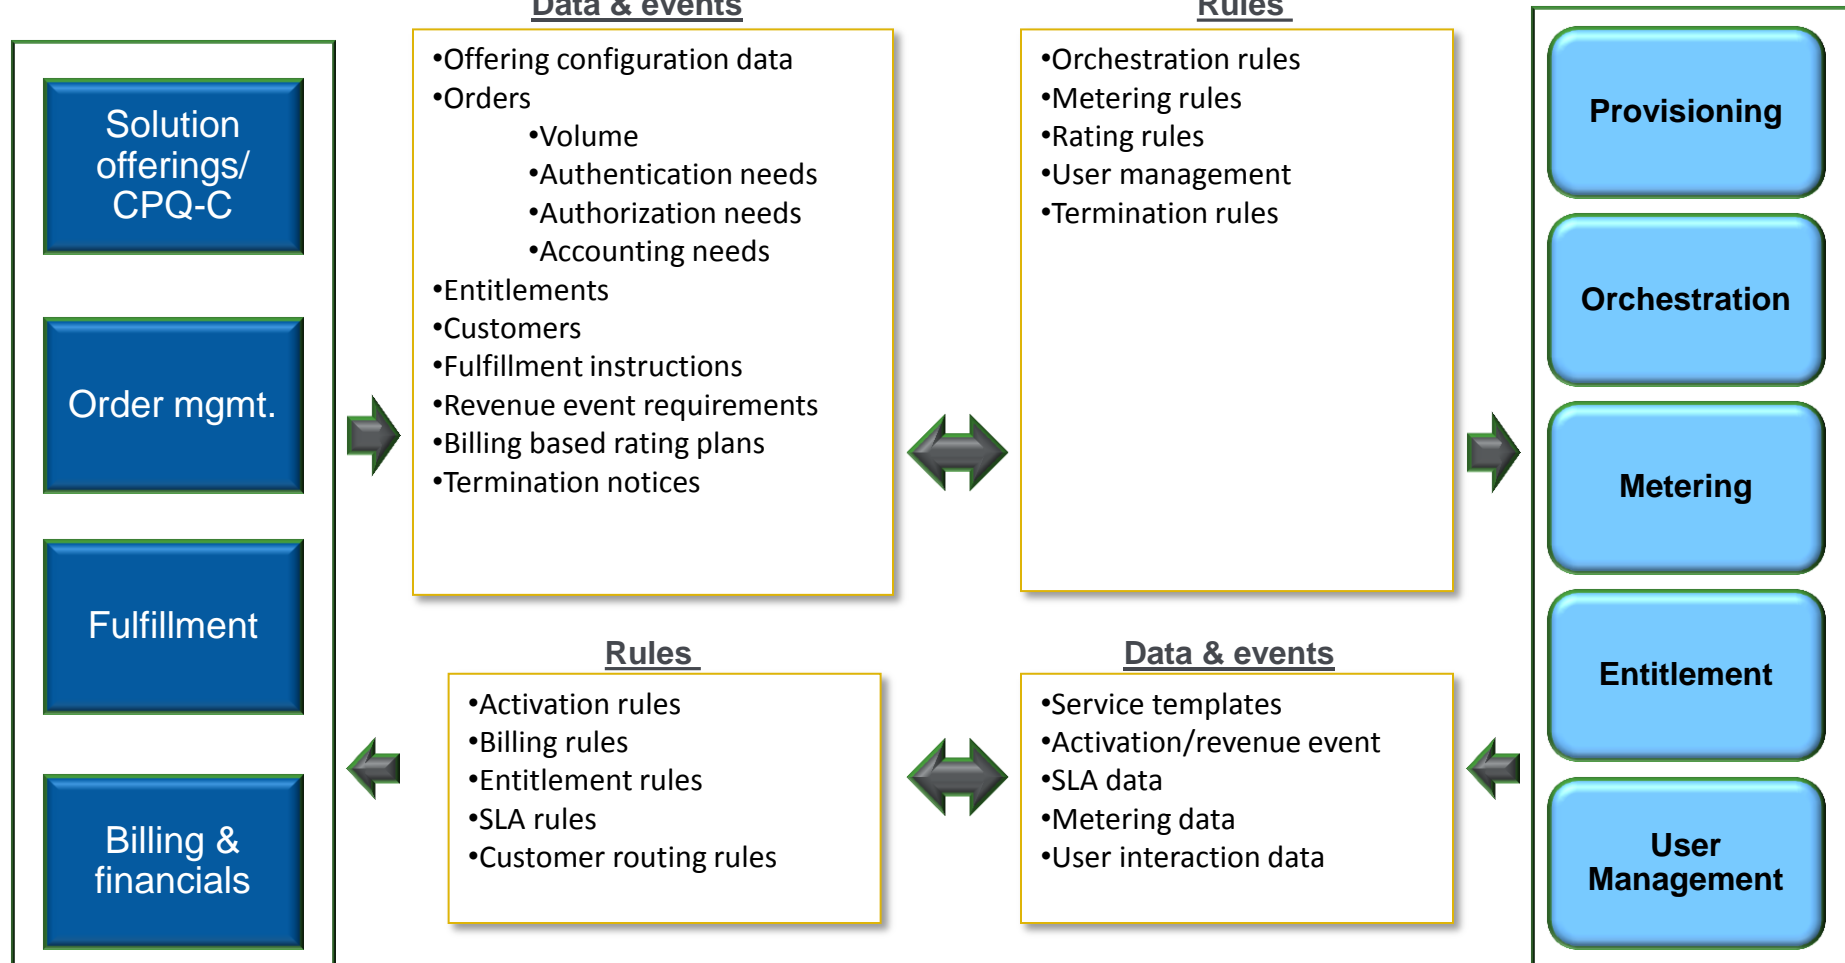 Data & events
Rules
Solution
offerings/
CPQ-C
Order mgmt.
Fulfillment
Billing &
financials
•Offering configuration data
•Orders
•Volume
•Authentication needs
•Authorization needs
•Accounting needs
•Entitlements
•Customers
•Fulfillment instructions
•Revenue event requirements
•Billing based rating plans
•Termination notices
•Orchestration rules
•Metering rules
•Rating rules
•User management
•Termination rules
Rules
•Activation rules
•Billing rules
•Entitlement rules
•SLA rules
•Customer routing rules
Data & events
•Service templates
•Activation/revenue event
•SLA data
•Metering data
•User interaction data
Provisioning
Orchestration
Metering
Entitlement
User
Management